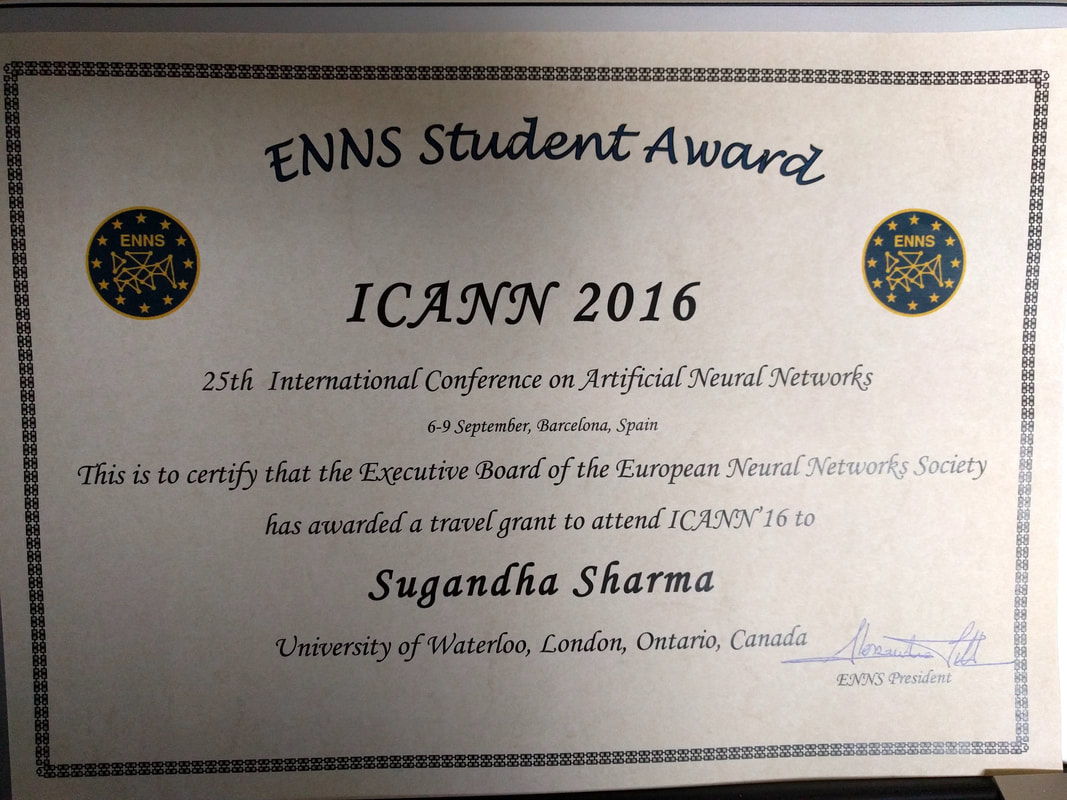 ENNS Student Award
ENNS
ENNS
ICANN 2016
25th International Conference on Artificial Neural Networks
6-9 September, Barcelona, Spain
This is to certify that the Executive Board of the European Neural Networks Society
has awarded a travel grant to attend ICANN'16 to
Sugandha Sharma
University of Waterloo, London, Ontario, Canada
ENNS President